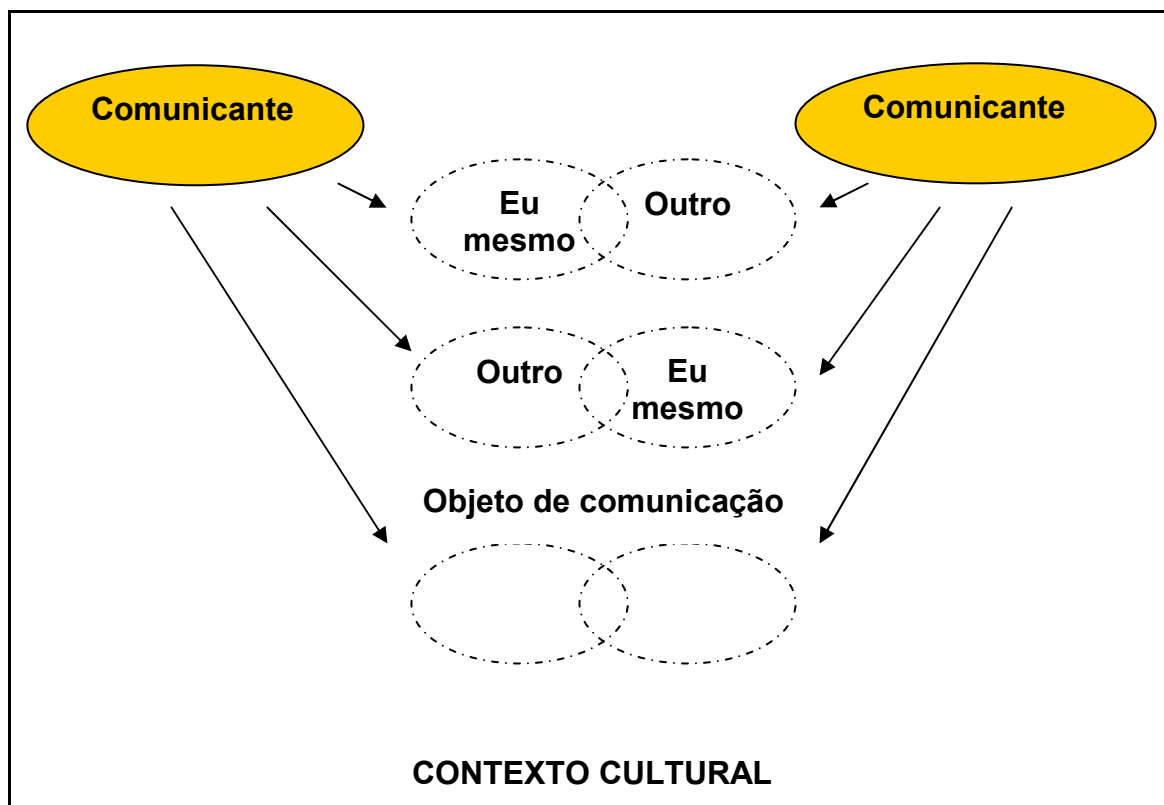 Comunicante
Comunicante
Eu
mesmo
Outro
Outro
Eu
mesmo
Objeto de comunicação
CONTEXTO CULTURAL